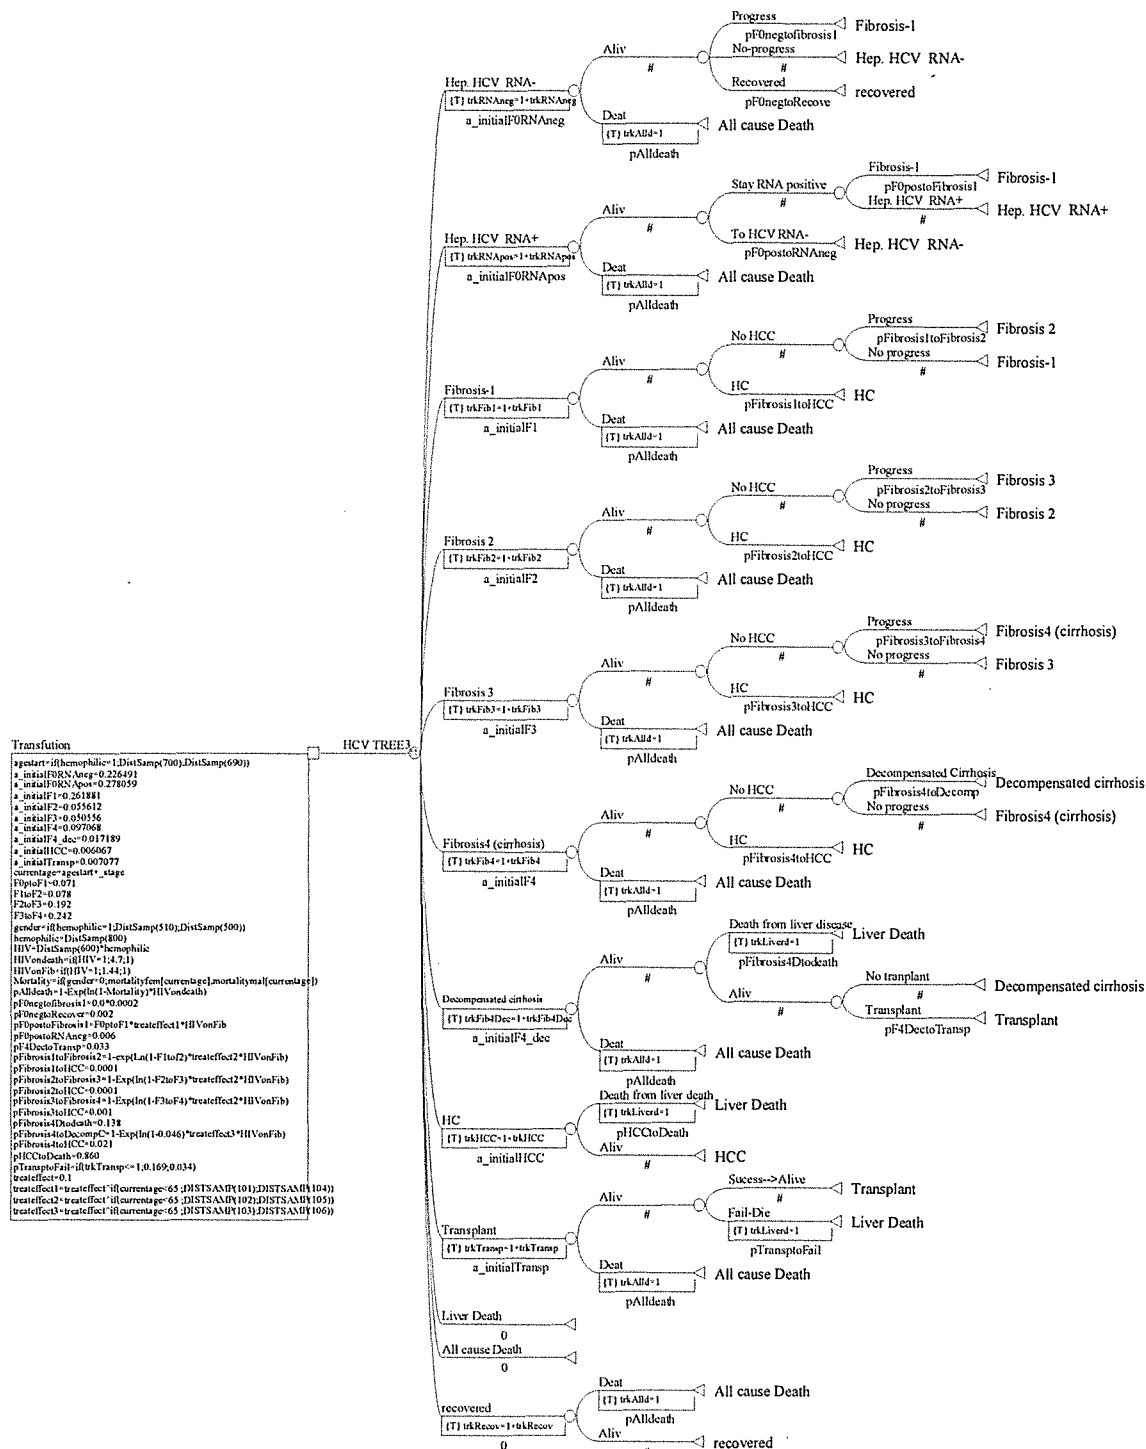 Progress
pF0negtofibrosis1
Fibrosis-1
Aliv
#
No-progress
#
Hep. HCV RNA-
Recovered
pF0negtoRecove
recovered
Hep. HCV RNA-
{T} trkRNAneg=1+trkRNAneg
a_initialF0RNAneg
Deat
{T} trkAlld=1
pAlldeath
All cause Death
Fibrosis-1
pF0postoFibrosis1
Fibrosis-1
Stay RNA positive
#
Hep. HCV RNA+
#
Hep. HCV RNA+
Aliv
#
To HCV RNA-
pF0postoRNAneg
Hep. HCV RNA-
Hep. HCV RNA+
{T} trkRNApos=1+trkRNApos
a_initialF0RNApos
Deat
{T} trkAlld=1
pAlldeath
All cause Death
Progress
pFibrosis1toFibrosis2
Fibrosis 2
No HCC
#
No progress
#
Fibrosis-1
Aliv
#
HC
pFibrosis1toHCC
HC
Fibrosis-1
{T} trkFib1=1+trkFib1
a_initialF1
Deat
{T} trkAlld=1
pAlldeath
All cause Death
Progress
pFibrosis2toFibrosis3
Fibrosis 3
No HCC
#
No progress
#
Fibrosis 2
Aliv
#
HC
pFibrosis2toHCC
HC
Fibrosis 2
{T} trkFib2=1+trkFib2
a_initialF2
Deat
{T} trkAlld=1
pAlldeath
All cause Death
Progress
pFibrosis3toFibrosis4
Fibrosis4 (cirrhosis)
No HCC
#
No progress
#
Fibrosis 3
Aliv
#
HC
pFibrosis3toHCC
HC
Fibrosis 3
{T} trkFib3=1+trkFib3
a_initialF3
Deat
{T} trkAlld=1
pAlldeath
All cause Death
Transfution
HCV TREE3
agestart=if(hemophilic=1;DistSamp(700);DistSamp(690))
a_initialF0RNAneg=0.226491
a_initialF0RNApos=0.278059
a_initialF1=0.261881
a_initialF2=0.055612
a_initialF3=0.050556
a_initialF4=0.097068
a_initialF4_dec=0.017189
a_initialHCC=0.006067
a_initialTransp=0.007077
currentage=agestart+_stage
F0ptoF1=0.071
F1toF2=0.078
F2toF3=0.192
F3toF4=0.242
gender=if(hemophilic=1;DistSamp(510);DistSamp(500))
hemophilic=DistSamp(800)
HIV=DistSamp(600)*hemophilic
HIVondeath=if(HIV=1;4.7;1)
HIVonFib=if(HIV=1;1.44;1)
Mortality=if(gender=0;mortalityfem[currentage];mortalitymal[currentage])
pAlldeath=1-Exp(ln(1-Mortality)*HIVondeath)
pF0negtofibrosis1=0.0*0.0002
pF0negtoRecover=0.002
pF0postoFibrosis1=F0ptoF1*treateffect1*HIVonFib
pF0postoRNAneg=0.006
pF4DectoTransp=0.033
pFibrosis1toFibrosis2=1-exp(Ln(1-F1tof2)*treateffect2*HIVonFib)
pFibrosis1toHCC=0.0001
pFibrosis2toFibrosis3=1-Exp(ln(1-F2toF3)*treateffect2*HIVonFib)
pFibrosis2toHCC=0.0001
pFibrosis3toFibrosis4=1-Exp(ln(1-F3toF4)*treateffect2*HIVonFib)
pFibrosis3toHCC=0.001
pFibrosis4Dtodeath=0.138
pFibrosis4toDecompC=1-Exp(ln(1-0.046)*treateffect3*HIVonFib)
pFibrosis4toHCC=0.021
pHCCtoDeath=0.860
pTransptoFail=if(trkTransp<=1;0.169;0.034)
treateffect=0.1
treateffect1=treateffect^if(currentage<65;DISTSAMP(101);DISTSAMP(104))
treateffect2=treateffect^if(currentage<65;DISTSAMP(102);DISTSAMP(105))
treateffect3=treateffect^if(currentage<65;DISTSAMP(103);DISTSAMP(106))
Decompensated Cirrhosis
pFibrosis4toDecomp
Decompensated cirrhosis
No HCC
#
No progress
#
Fibrosis4 (cirrhosis)
Aliv
#
HC
pFibrosis4toHCC
HC
Fibrosis4 (cirrhosis)
{T} trkFib4=1+trkFib4
a_initialF4
Deat
{T} trkAlld=1
pAlldeath
All cause Death
Death from liver disease
{T} trkLiverd=1
pFibrosis4Dtodeath
Liver Death
Aliv
#
No tranplant
#
Decompensated cirrhosis
Aliv
#
Transplant
pF4DectoTransp
Transplant
Decompensated cirrhosis
{T} trkFib4Dec=1+trkFib4Dec
a_initialF4_dec
Deat
{T} trkAlld=1
pAlldeath
All cause Death
Death from liver death
{T} trkLiverd=1
pHCCtoDeath
Liver Death
HC
{T} trkHCC=1+trkHCC
a_initialHCC
Aliv
#
HCC
Sucess-->Alive
#
Transplant
Aliv
#
Fail-Die
{T} trkLiverd=1
pTransptoFail
Liver Death
Transplant
{T} trkTransp=1+trkTransp
a_initialTransp
Deat
{T} trkAlld=1
pAlldeath
All cause Death
Liver Death
0
All cause Death
0
Deat
{T} trkAlld=1
pAlldeath
All cause Death
recovered
{T} trkRecov=1+trkRecov
0
Aliv
recovered